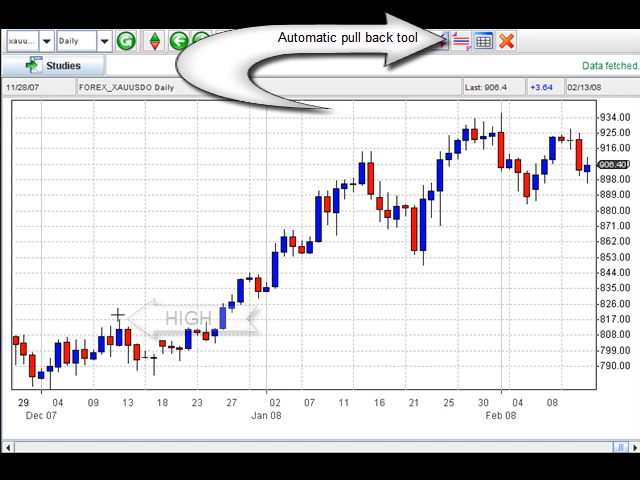 Automatic pull back tool
xauu... Daily
Studies
Data fetched.
11/28/07 FOREX_XAUUSDO Daily Last: 906.4 +3.64 02/13/08
934.00
925.00
916.00
906.40
898.00
889.00
880.00
871.00
862.00
853.00
844.00
835.00
826.00
817.00
808.00
799.00
790.00
HIGH
29 04 09 13 18 23 27 02 07 11 16 21 25 30 04 08
Dec 07 Jan 08 Feb 08